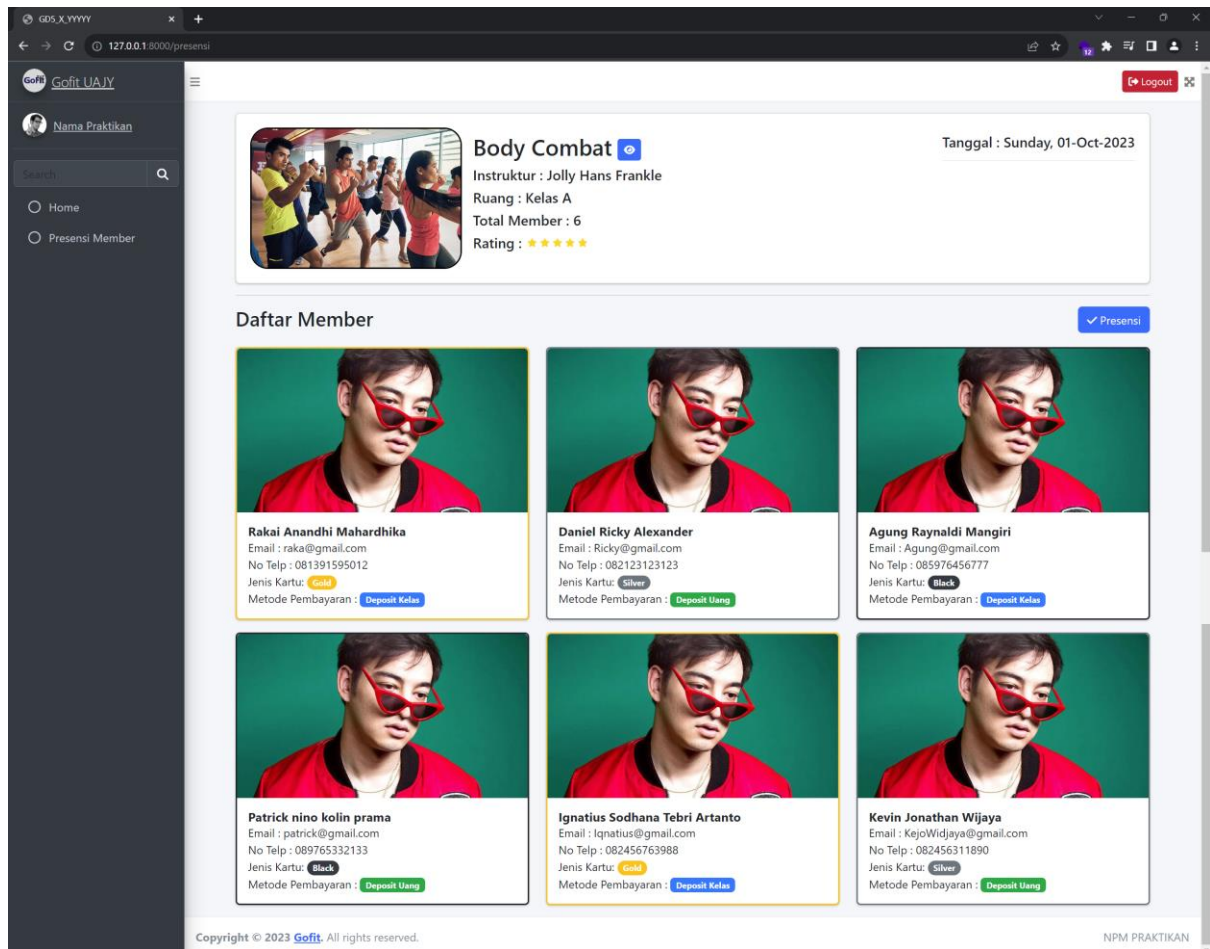 GD5_X_YYYYY
127.0.0.1:8000/presensi
12
Gofit
Gofit UAJY
Logout
Nama Praktikan
Search
Home
Presensi Member
Body Combat
Tanggal : Sunday, 01-Oct-2023
Instruktur : Jolly Hans Frankle
Ruang : Kelas A
Total Member : 6
Rating :
Daftar Member
Presensi
Rakai Anandhi Mahardhika
Email : raka@gmail.com
No Telp : 081391595012
Jenis Kartu: Gold
Metode Pembayaran : Deposit Kelas
Daniel Ricky Alexander
Email : Ricky@gmail.com
No Telp : 082123123123
Jenis Kartu: Silver
Metode Pembayaran : Deposit Uang
Agung Raynaldi Mangiri
Email : Agung@gmail.com
No Telp : 085976456777
Jenis Kartu: Black
Metode Pembayaran : Deposit Kelas
Patrick nino kolin prama
Email : patrick@gmail.com
No Telp : 089765332133
Jenis Kartu: Black
Metode Pembayaran : Deposit Uang
Ignatius Sodhana Tebri Artanto
Email : Iqnatius@gmail.com
No Telp : 082456763988
Jenis Kartu: Gold
Metode Pembayaran : Deposit Kelas
Kevin Jonathan Wijaya
Email : KejoWidjaya@gmail.com
No Telp : 082456311890
Jenis Kartu: Silver
Metode Pembayaran : Deposit Uang
Copyright © 2023 Gofit. All rights reserved.
NPM PRAKTIKAN